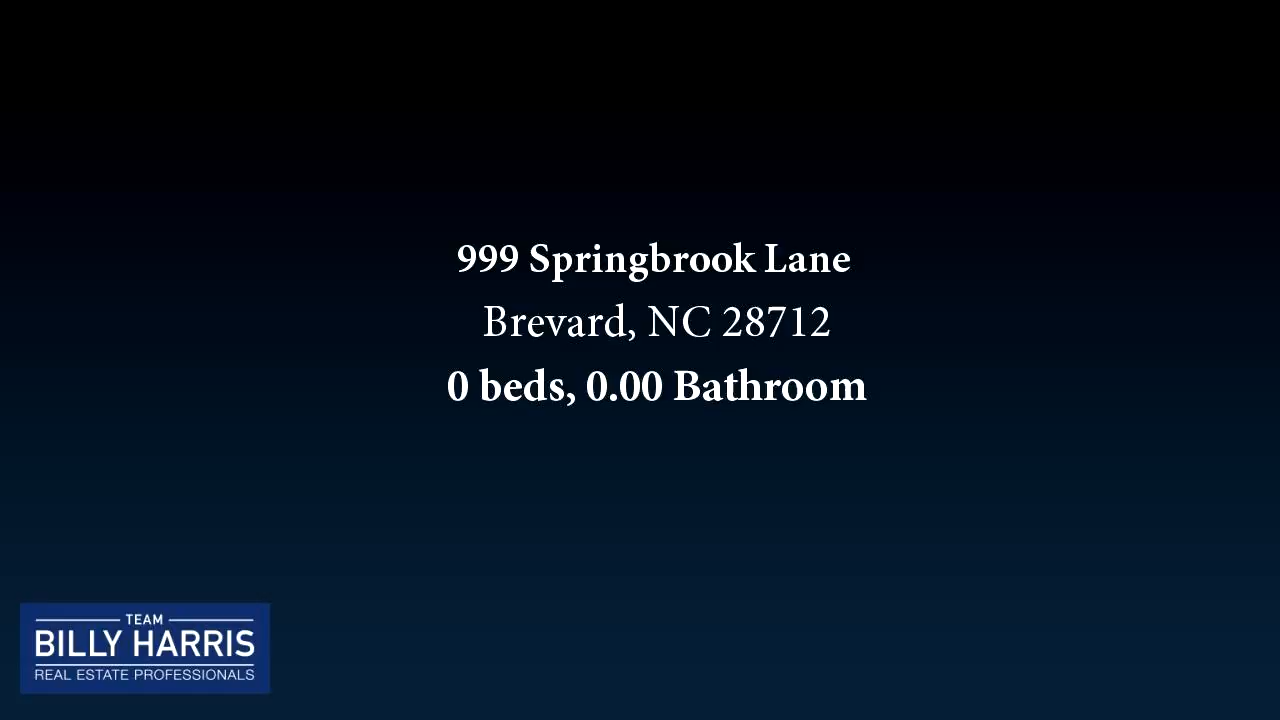 999 Springbrook Lane
Brevard, NC 28712
0 beds, 0.00 Bathroom
TEAM
BILLY HARRIS
REAL ESTATE PROFESSIONALS